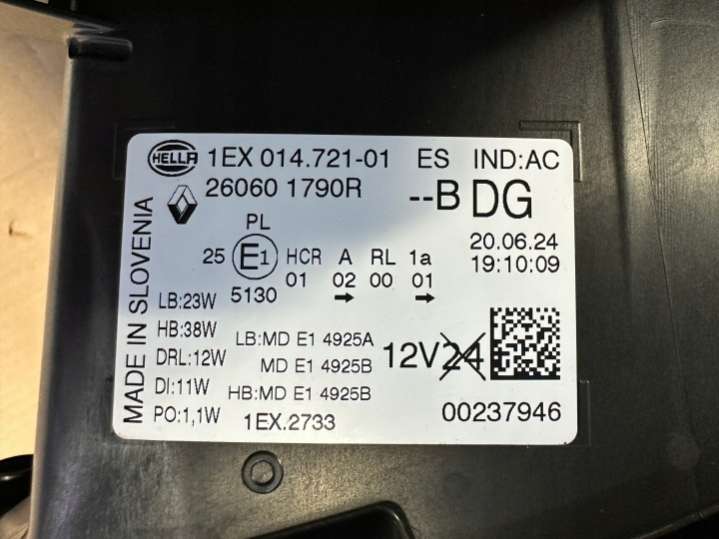 HELLA 1EX 014.721-01 ES IND:AC
26060 1790R --B DG
MADE IN SLOVENIA
PL
25 E1 HCR A RL 1a
5130 01 02 00 01
→ →
20.06.24
19:10:09
LB:23W
HB:38W
DRL:12W
DI:11W
PO:1,1W
LB:MD E1 4925A
MD E1 4925B
HB:MD E1 4925B
1EX.2733
12V24
00237946